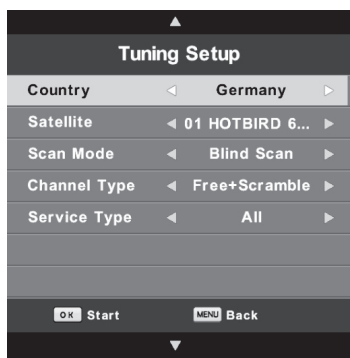 Tuning Setup
Country Germany
Satellite 01 HOTBIRD 6...
Scan Mode Blind Scan
Channel Type Free+Scramble
Service Type All
OK Start MENU Back